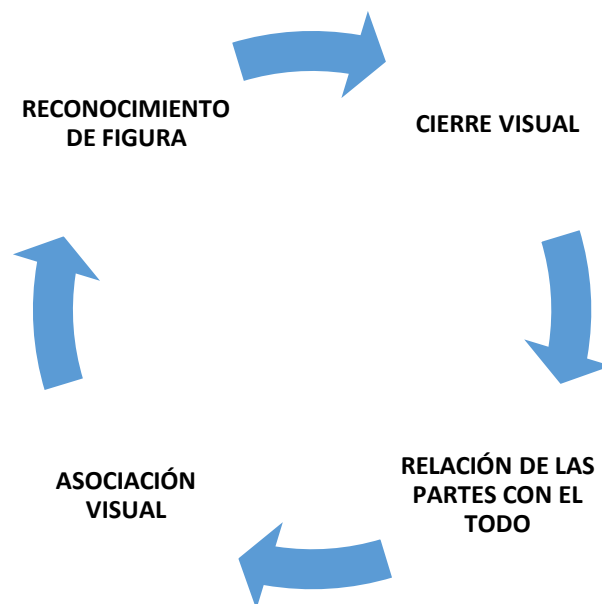 RECONOCIMIENTO
DE FIGURA
CIERRE VISUAL
RELACIÓN DE LAS
PARTES CON EL
TODO
ASOCIACIÓN
VISUAL